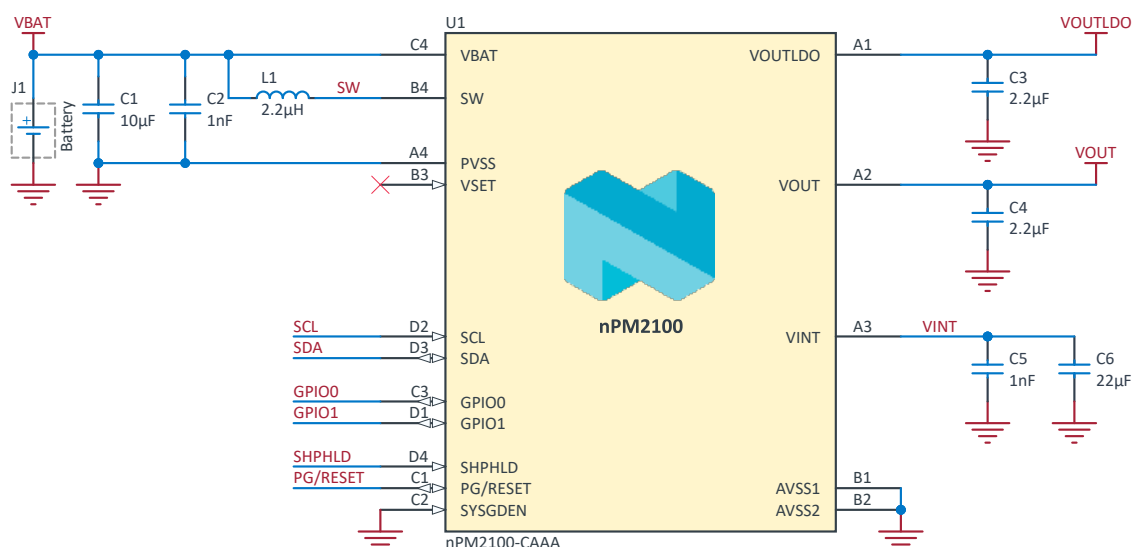 VBAT
U1
VOUTLDO
C4
VBAT
VOUTLDO
A1
J1
+
Battery
C1
10µF
C2
1nF
L1
2.2µH
SW
B4
SW
C3
2.2µF
A4
PVSS
B3
VSET
VOUT
A2
VOUT
C4
2.2µF
nPM2100
SCL
D2
SCL
SDA
D3
SDA
VINT
A3
VINT
C5
1nF
C6
22µF
GPIO0
C3
GPIO0
GPIO1
D1
GPIO1
SHPHLD
D4
SHPHLD
PG/RESET
C1
PG/RESET
C2
SYSGDEN
AVSS1
B1
AVSS2
B2
nPM2100-CAAA